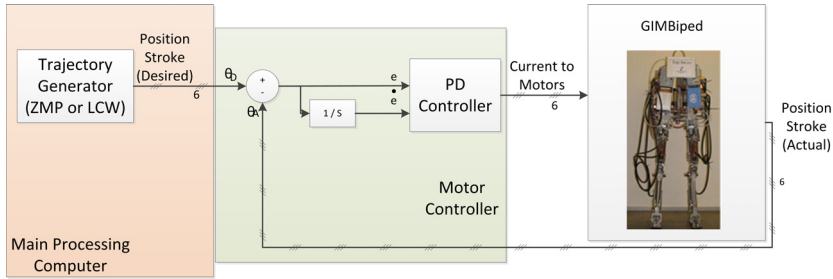 Trajectory
Generator
(ZMP or LCW)
Position
Stroke
(Desired)
6
θD
+
-
θA
e
ė
1 / S
PD
Controller
Current to
Motors
6
GIMBiped
Position
Stroke
(Actual)
6
Motor
Controller
Main Processing
Computer